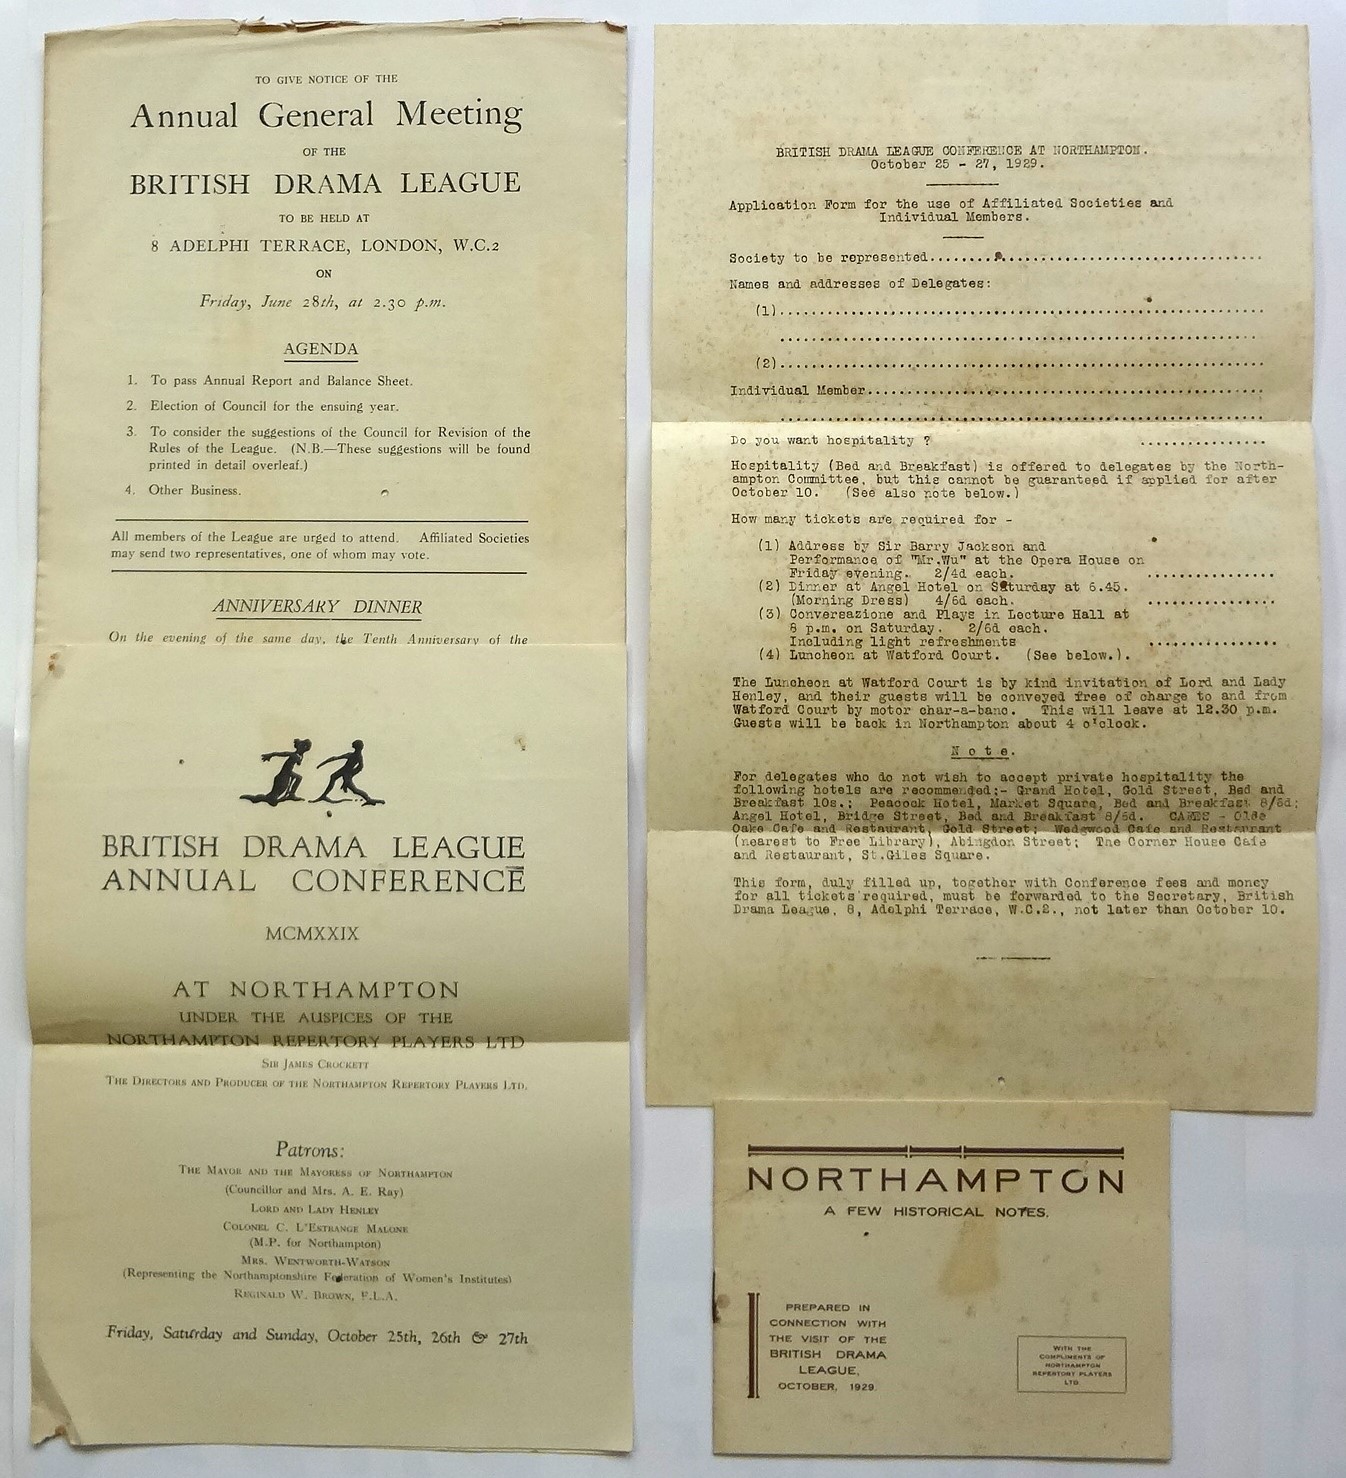 TO GIVE NOTICE OF THE
Annual General Meeting
OF THE
BRITISH DRAMA LEAGUE
TO BE HELD AT
8 ADELPHI TERRACE, LONDON, W.C.2
ON
Friday, June 28th, at 2.30 p.m.
AGENDA
1. To pass Annual Report and Balance Sheet.
2. Election of Council for the ensuing year.
3. To consider the suggestions of the Council for Revision of the
Rules of the League. (N.B.—These suggestions will be found
printed in detail overleaf.)
4. Other Business.
All members of the League are urged to attend. Affiliated Societies
may send two representatives, one of whom may vote.
ANNIVERSARY DINNER
On the evening of the same day, the Tenth Anniversary of the
BRITISH DRAMA LEAGUE
ANNUAL CONFERENCE
MCMXXIX
AT NORTHAMPTON
UNDER THE AUSPICES OF THE
NORTHAMPTON REPERTORY PLAYERS LTD
SIR JAMES CROCKETT
THE DIRECTORS AND PRODUCER OF THE NORTHAMPTON REPERTORY PLAYERS LTD.
Patrons:
THE MAYOR AND THE MAYORESS OF NORTHAMPTON
(Councillor and Mrs. A. E. Ray)
LORD AND LADY HENLEY
COLONEL C. L'ESTRANGE MALONE
(M.P. for Northampton)
MRS. WENTWORTH-WATSON
(Representing the Northamptonshire Federation of Women's Institutes)
REGINALD W. BROWN, F.L.A.
Friday, Saturday and Sunday, October 25th, 26th & 27th
BRITISH DRAMA LEAGUE CONFERENCE AT NORTHAMPTON.
October 25 - 27, 1929.
Application Form for the use of Affiliated Societies and
Individual Members.
Society to be represented.......................................
Names and addresses of Delegates:
(1)........................................................
........................................................
(2)........................................................
Individual Member..............................................
........................................................
Do you want hospitality ? ...............
Hospitality (Bed and Breakfast) is offered to delegates by the North-
ampton Committee, but this cannot be guaranteed if applied for after
October 10. (See also note below.)
How many tickets are required for -
(1) Address by Sir Barry Jackson and
Performance of "Mr.Wu" at the Opera House on
Friday evening. 2/4d each. ...............
(2) Dinner at Angel Hotel on Saturday at 6.45.
(Morning Dress) 4/6d each. ...............
(3) Conversazione and Plays in Lecture Hall at
8 p.m. on Saturday. 2/6d each.
Including light refreshments ...............
(4) Luncheon at Watford Court. (See below.).
The Luncheon at Watford Court is by kind invitation of Lord and Lady
Henley, and their guests will be conveyed free of charge to and from
Watford Court by motor char-a-banc. This will leave at 12.30 p.m.
Guests will be back in Northampton about 4 o'clock.
N o t e.
For delegates who do not wish to accept private hospitality the
following hotels are recommended:- Grand Hotel, Gold Street, Bed and
Breakfast 10s.; Peacock Hotel, Market Square, Bed and Breakfast 8/6d;
Angel Hotel, Bridge Street, Bed and Breakfast 8/6d. CAFES - Olde
Oake Cafe and Restaurant, Gold Street; Wedgwood Cafe and Restaurant
(nearest to Free Library), Abingdon Street; The Corner House Cafe
and Restaurant, St.Giles Square.
This form, duly filled up, together with Conference fees and money
for all tickets required, must be forwarded to the Secretary, British
Drama League, 8, Adelphi Terrace, W.C.2., not later than October 10.
NORTHAMPTON
A FEW HISTORICAL NOTES.
PREPARED IN
CONNECTION WITH
THE VISIT OF THE
BRITISH DRAMA
LEAGUE,
OCTOBER, 1929.
WITH THE
COMPLIMENTS OF
NORTHAMPTON
REPERTORY PLAYERS
LTD.